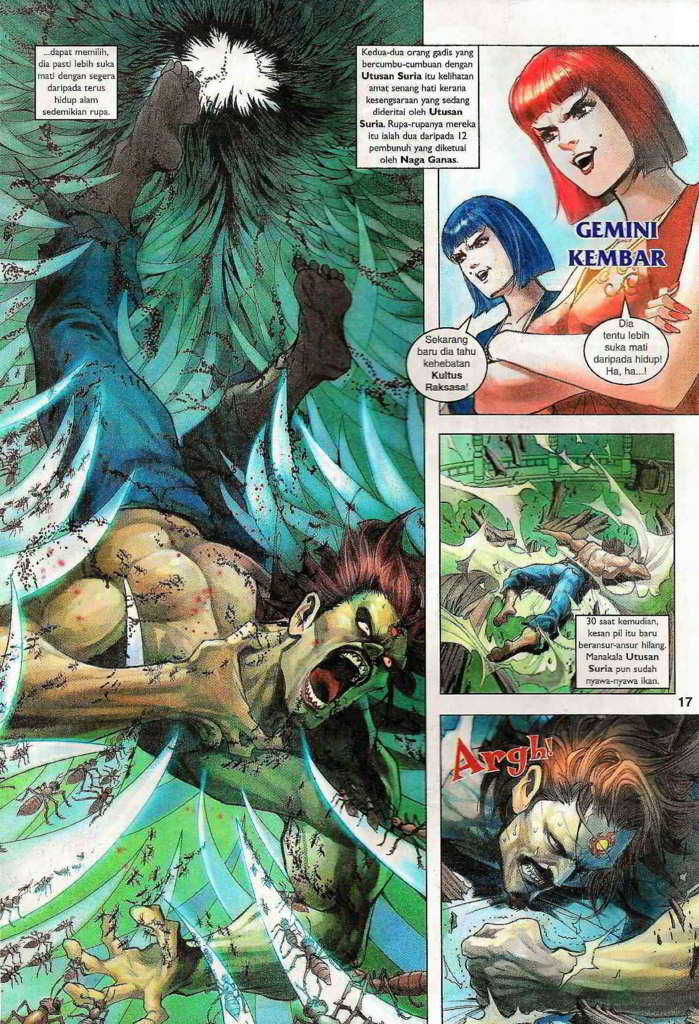 ...dapat memilih,
dia pasti lebih suka
mati dengan segera
daripada terus
hidup alam
sedemikian rupa.
Kedua-dua orang gadis yang
bercumbu-cumbuan dengan
Utusan Suria itu kelihatan
amat senang hati kerana
kesengsaraan yang sedang
dideritai oleh Utusan
Suria. Rupa-rupanya mereka
itu ialah dua daripada 12
pembunuh yang diketuai
oleh Naga Ganas.
GEMINI
KEMBAR
Sekarang
baru dia tahu
kehebatan
Kultus
Raksasa!
Dia
tentu lebih
suka mati
daripada hidup!
Ha, ha...!
30 saat kemudian,
kesan pil itu baru
beransur-ansur hilang.
Manakala Utusan
Suria pun sudah
nyawa-nyawa ikan.
17
Argh!